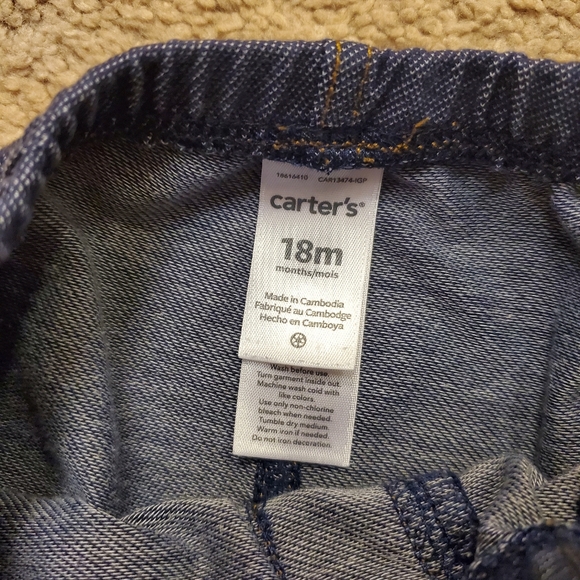 16616410 CAR13474-IGP
carter's®
18m
months/mois
Made in Cambodia
Fabriqué au Cambodge
Hecho en Camboya
Wash before use.
Turn garment inside out.
Machine wash cold with
like colors.
Use only non-chlorine
bleach when needed.
Tumble dry medium.
Warm iron if needed.
Do not iron decoration.